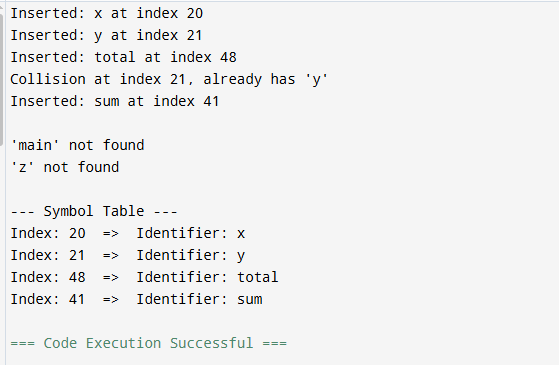 Inserted: x at index 20
Inserted: y at index 21
Inserted: total at index 48
Collision at index 21, already has 'y'
Inserted: sum at index 41
'main' not found
'z' not found
--- Symbol Table ---
Index: 20  =>  Identifier: x
Index: 21  =>  Identifier: y
Index: 48  =>  Identifier: total
Index: 41  =>  Identifier: sum
=== Code Execution Successful ===